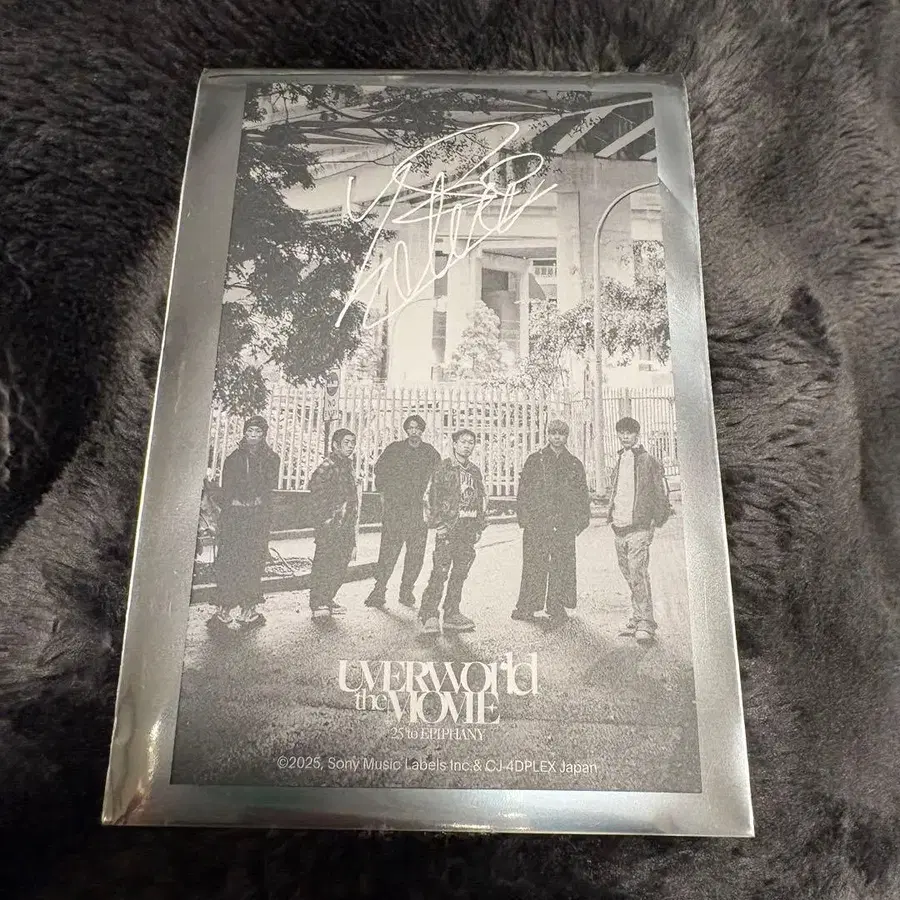 UVERworld
the MOVIE
25 to EPIPHANY
©2025, Sony Music Labels Inc.& CJ 4DPLEX Japan